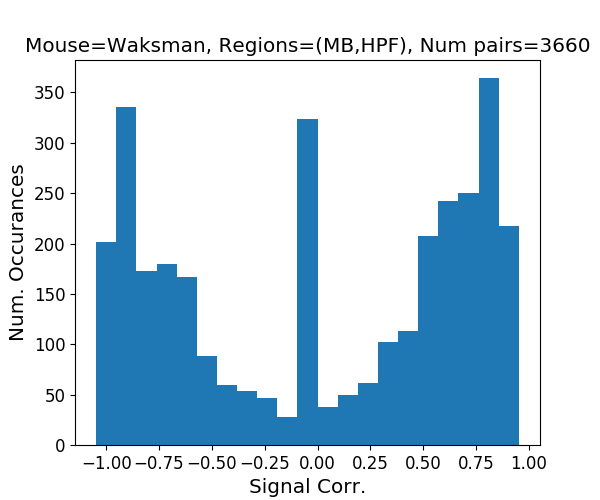 Mouse=Waksman, Regions=(MB,HPF), Num pairs=3660
350
300
250
200
150
100
50
0
Num. Occurances
−1.00 −0.75 −0.50 −0.25 0.00 0.25 0.50 0.75 1.00
Signal Corr.